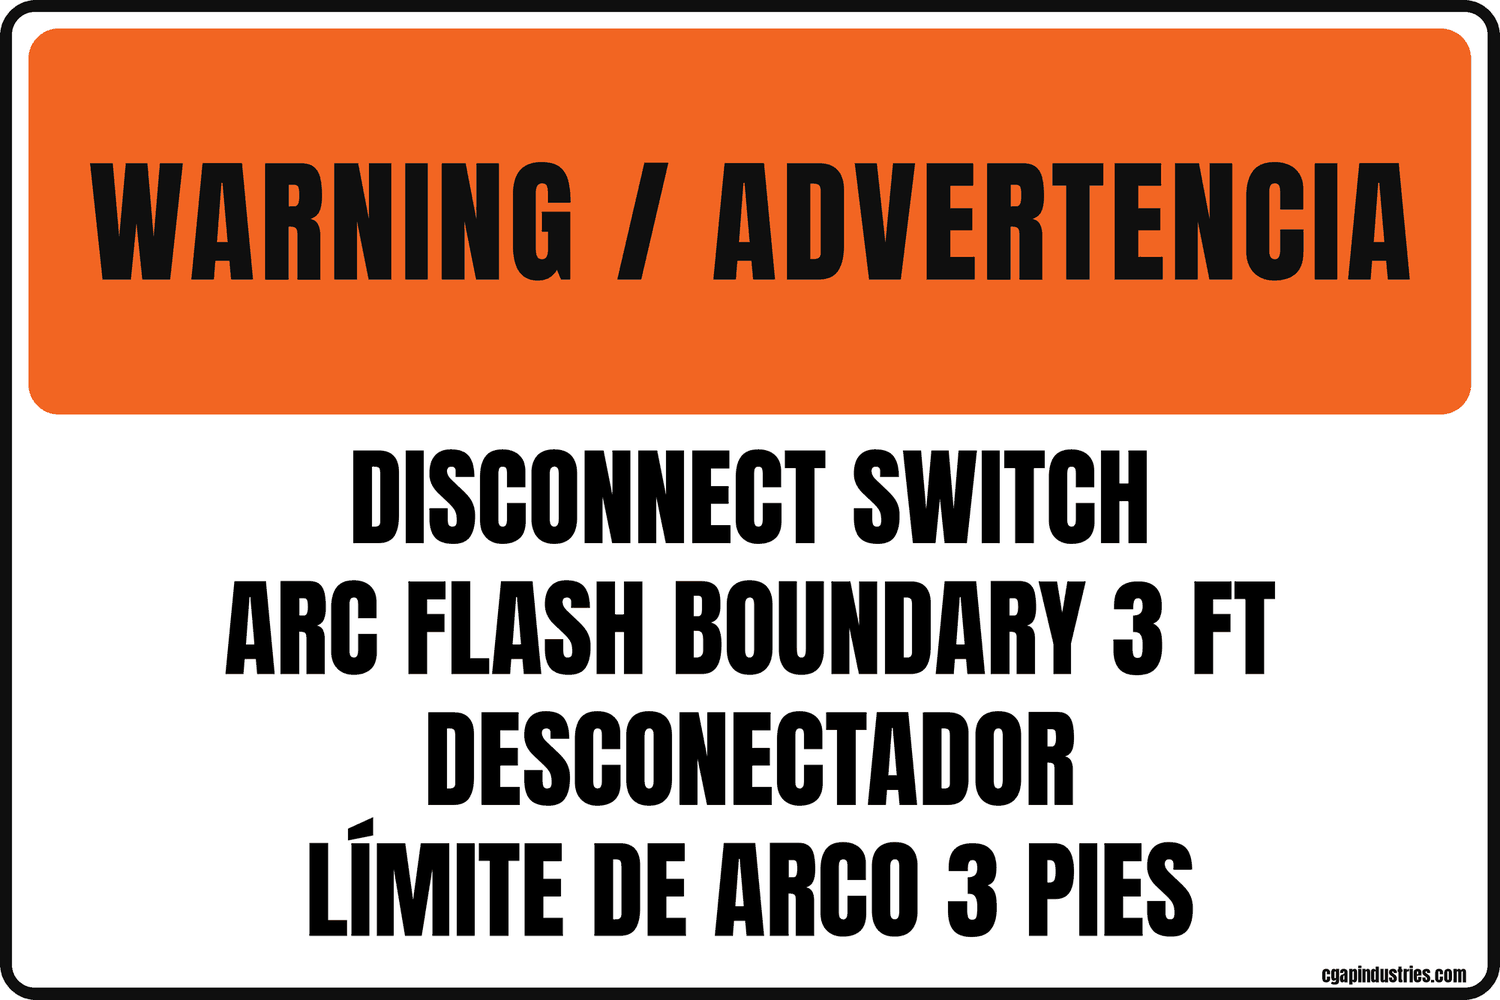 WARNING / ADVERTENCIA
DISCONNECT SWITCH
ARC FLASH BOUNDARY 3 FT
DESCONECTADOR
LÍMITE DE ARCO 3 PIES
cgapindustries.com